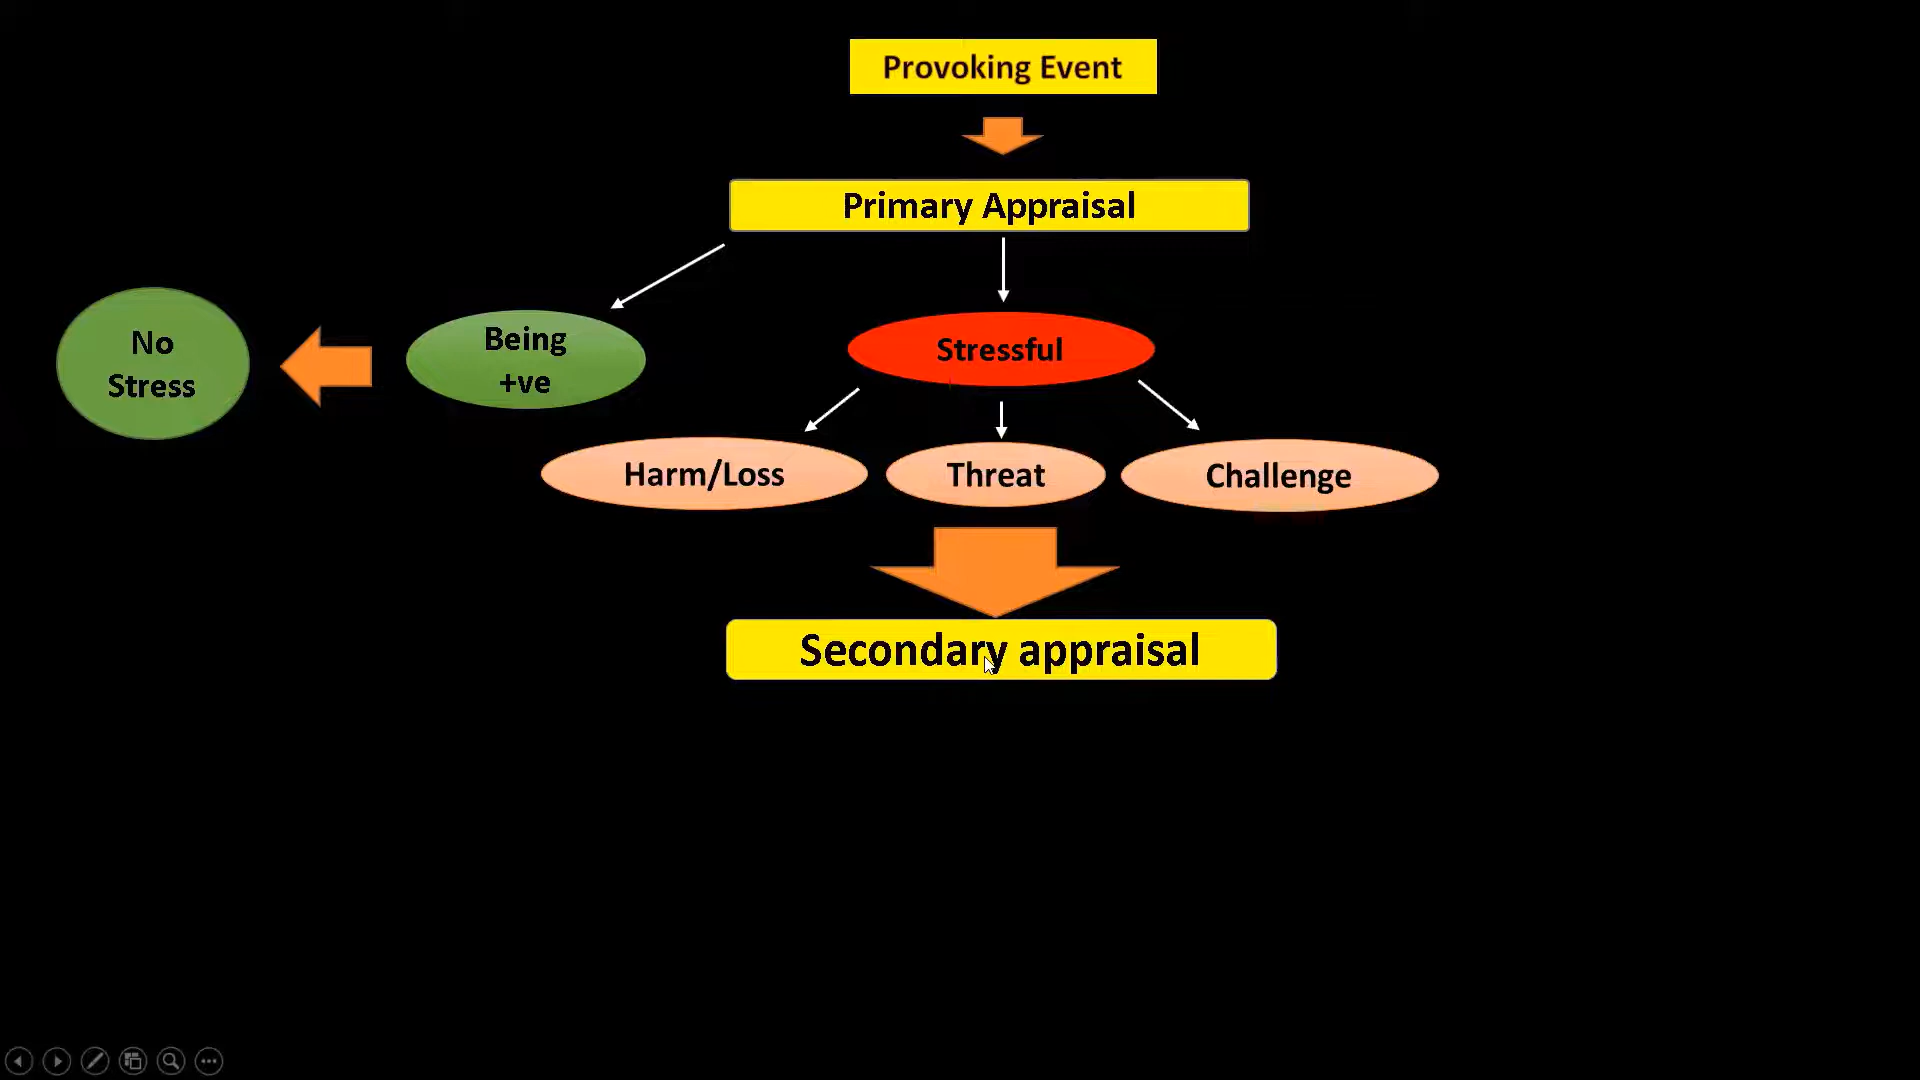 Provoking Event
Primary Appraisal
No
Stress
Being
+ve
Stressful
Harm/Loss
Threat
Challenge
Secondary appraisal